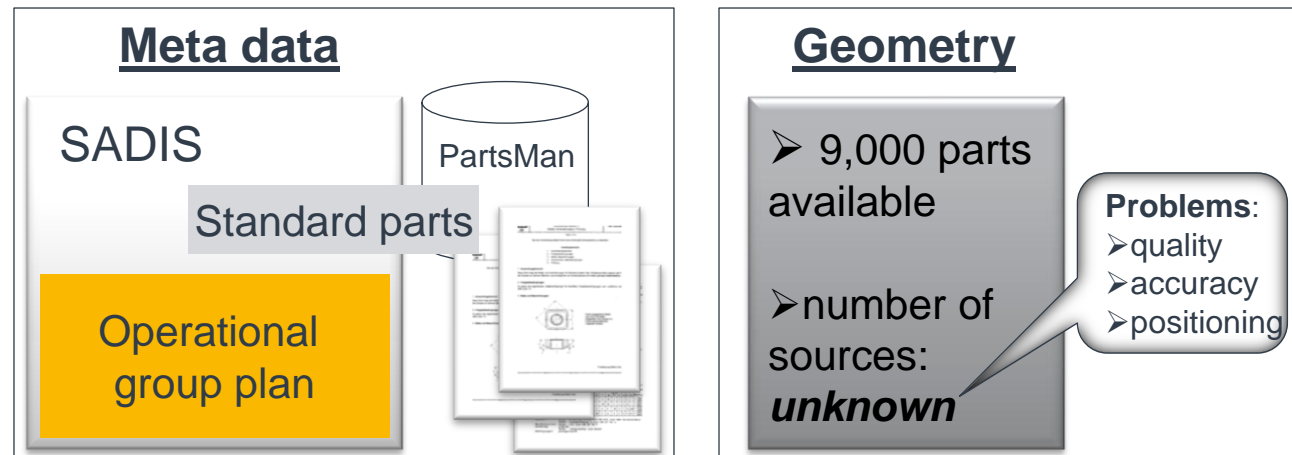 Meta data
SADIS
PartsMan
Standard parts
Operational
group plan
Geometry
➢ 9,000 parts
available
➢number of
sources:
unknown
Problems:
➢quality
➢accuracy
➢positioning